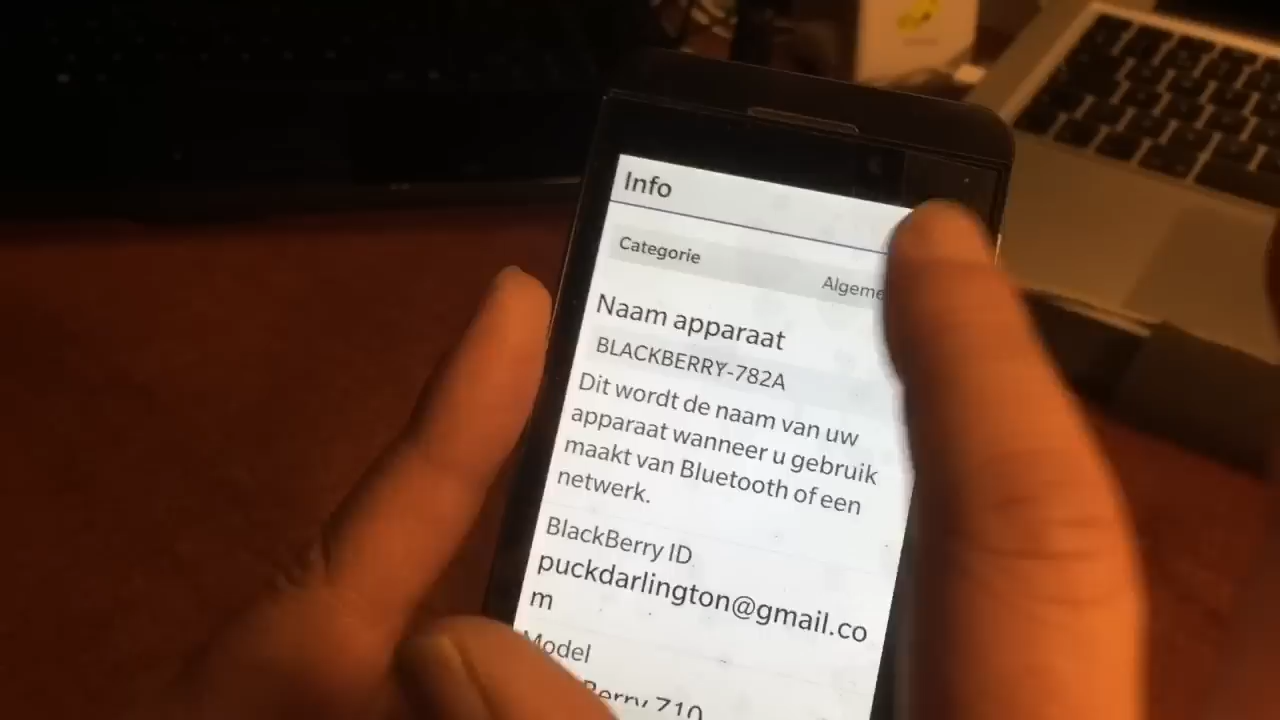 Info
Categorie
Algeme
Naam apparaat
BLACKBERRY-782A
Dit wordt de naam van uw
apparaat wanneer u gebruik
maakt van Bluetooth of een
netwerk.
BlackBerry ID
puckdarlington@gmail.co
m
Model